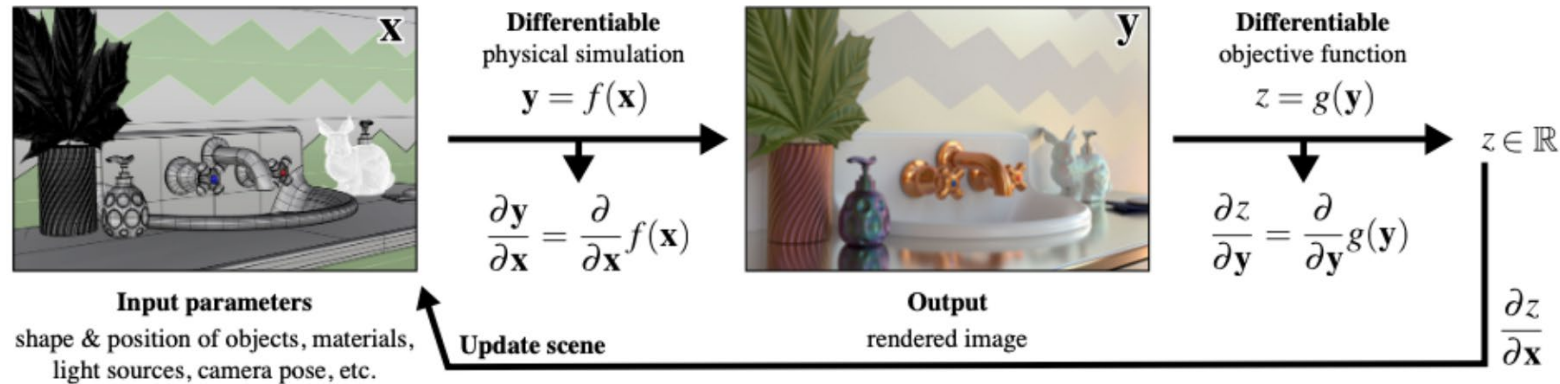 x
Differentiable
physical simulation
y = f(x)
∂y/∂x = ∂/∂x f(x)
y
Differentiable
objective function
z = g(y)
∂z/∂y = ∂/∂y g(y)
z ∈ ℝ
Input parameters
shape & position of objects, materials,
light sources, camera pose, etc.
Update scene
Output
rendered image
∂z/∂x